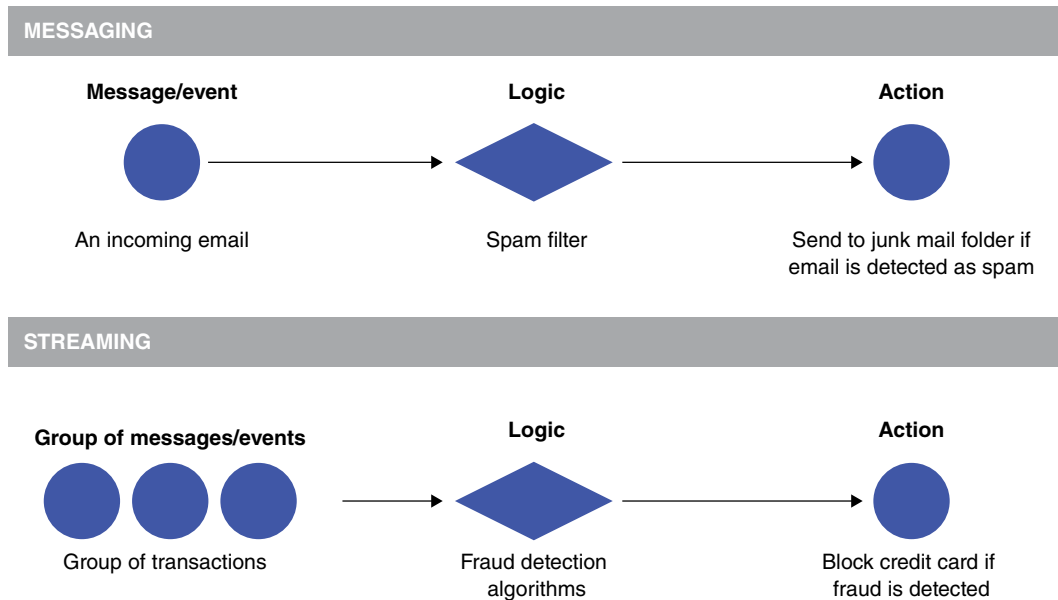 MESSAGING
Message/event
Logic
Action
An incoming email
Spam filter
Send to junk mail folder if
email is detected as spam
STREAMING
Group of messages/events
Logic
Action
Group of transactions
Fraud detection
algorithms
Block credit card if
fraud is detected